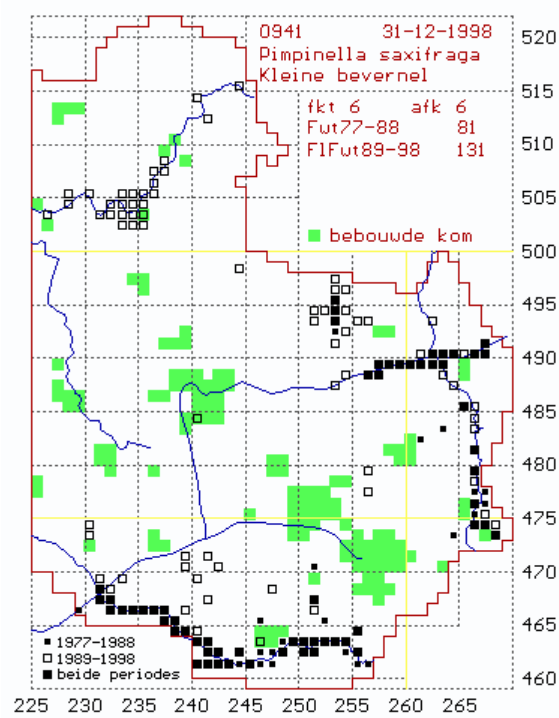 0941 31-12-1998
Pimpinella saxifraga
Kleine bevernel
fkt 6 afk 6
Fwt77-88 81
FlFwt89-98 131
bebouwde kom
520
515
510
505
500
495
490
485
480
475
470
465
460
1977-1988
1989-1998
beide periodes
225 230 235 240 245 250 255 260 265